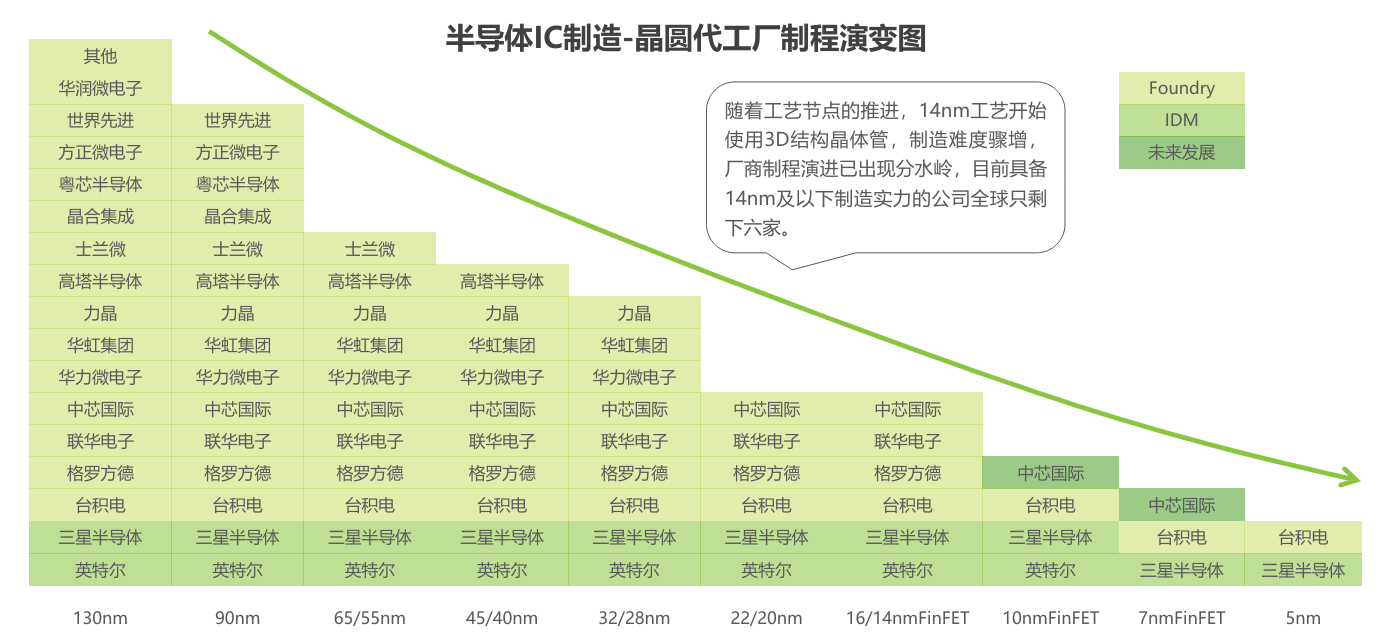 半导体IC制造-晶圆代工厂制程演变图
Foundry
IDM
未来发展
随着工艺节点的推进，14nm工艺开始
使用3D结构晶体管，制造难度骤增，
厂商制程演进已出现分水岭，目前具备
14nm及以下制造实力的公司全球只剩
下六家。
其他
华润微电子
世界先进 世界先进
方正微电子 方正微电子
粤芯半导体 粤芯半导体
晶合集成 晶合集成
士兰微 士兰微 士兰微
高塔半导体 高塔半导体 高塔半导体 高塔半导体
力晶 力晶 力晶 力晶 力晶
华虹集团 华虹集团 华虹集团 华虹集团 华虹集团
华力微电子 华力微电子 华力微电子 华力微电子 华力微电子
中芯国际 中芯国际 中芯国际 中芯国际 中芯国际 中芯国际 中芯国际
联华电子 联华电子 联华电子 联华电子 联华电子 联华电子 联华电子
格罗方德 格罗方德 格罗方德 格罗方德 格罗方德 格罗方德 格罗方德 中芯国际
台积电 台积电 台积电 台积电 台积电 台积电 台积电 台积电 中芯国际
三星半导体 三星半导体 三星半导体 三星半导体 三星半导体 三星半导体 三星半导体 三星半导体 台积电 台积电
英特尔 英特尔 英特尔 英特尔 英特尔 英特尔 英特尔 英特尔 三星半导体 三星半导体
130nm 90nm 65/55nm 45/40nm 32/28nm 22/20nm 16/14nmFinFET 10nmFinFET 7nmFinFET 5nm